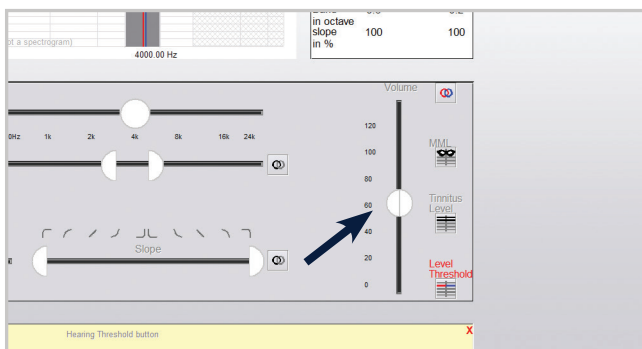 in octave
slope 100 100
in %
ot a spectrogram)
4000.00 Hz
Volume
0Hz 1k 2k 4k 8k 16k 24k
120
100
80
60
40
20
0
MML
Tinnitus
Level
Slope
Level
Threshold
Hearing Threshold button X